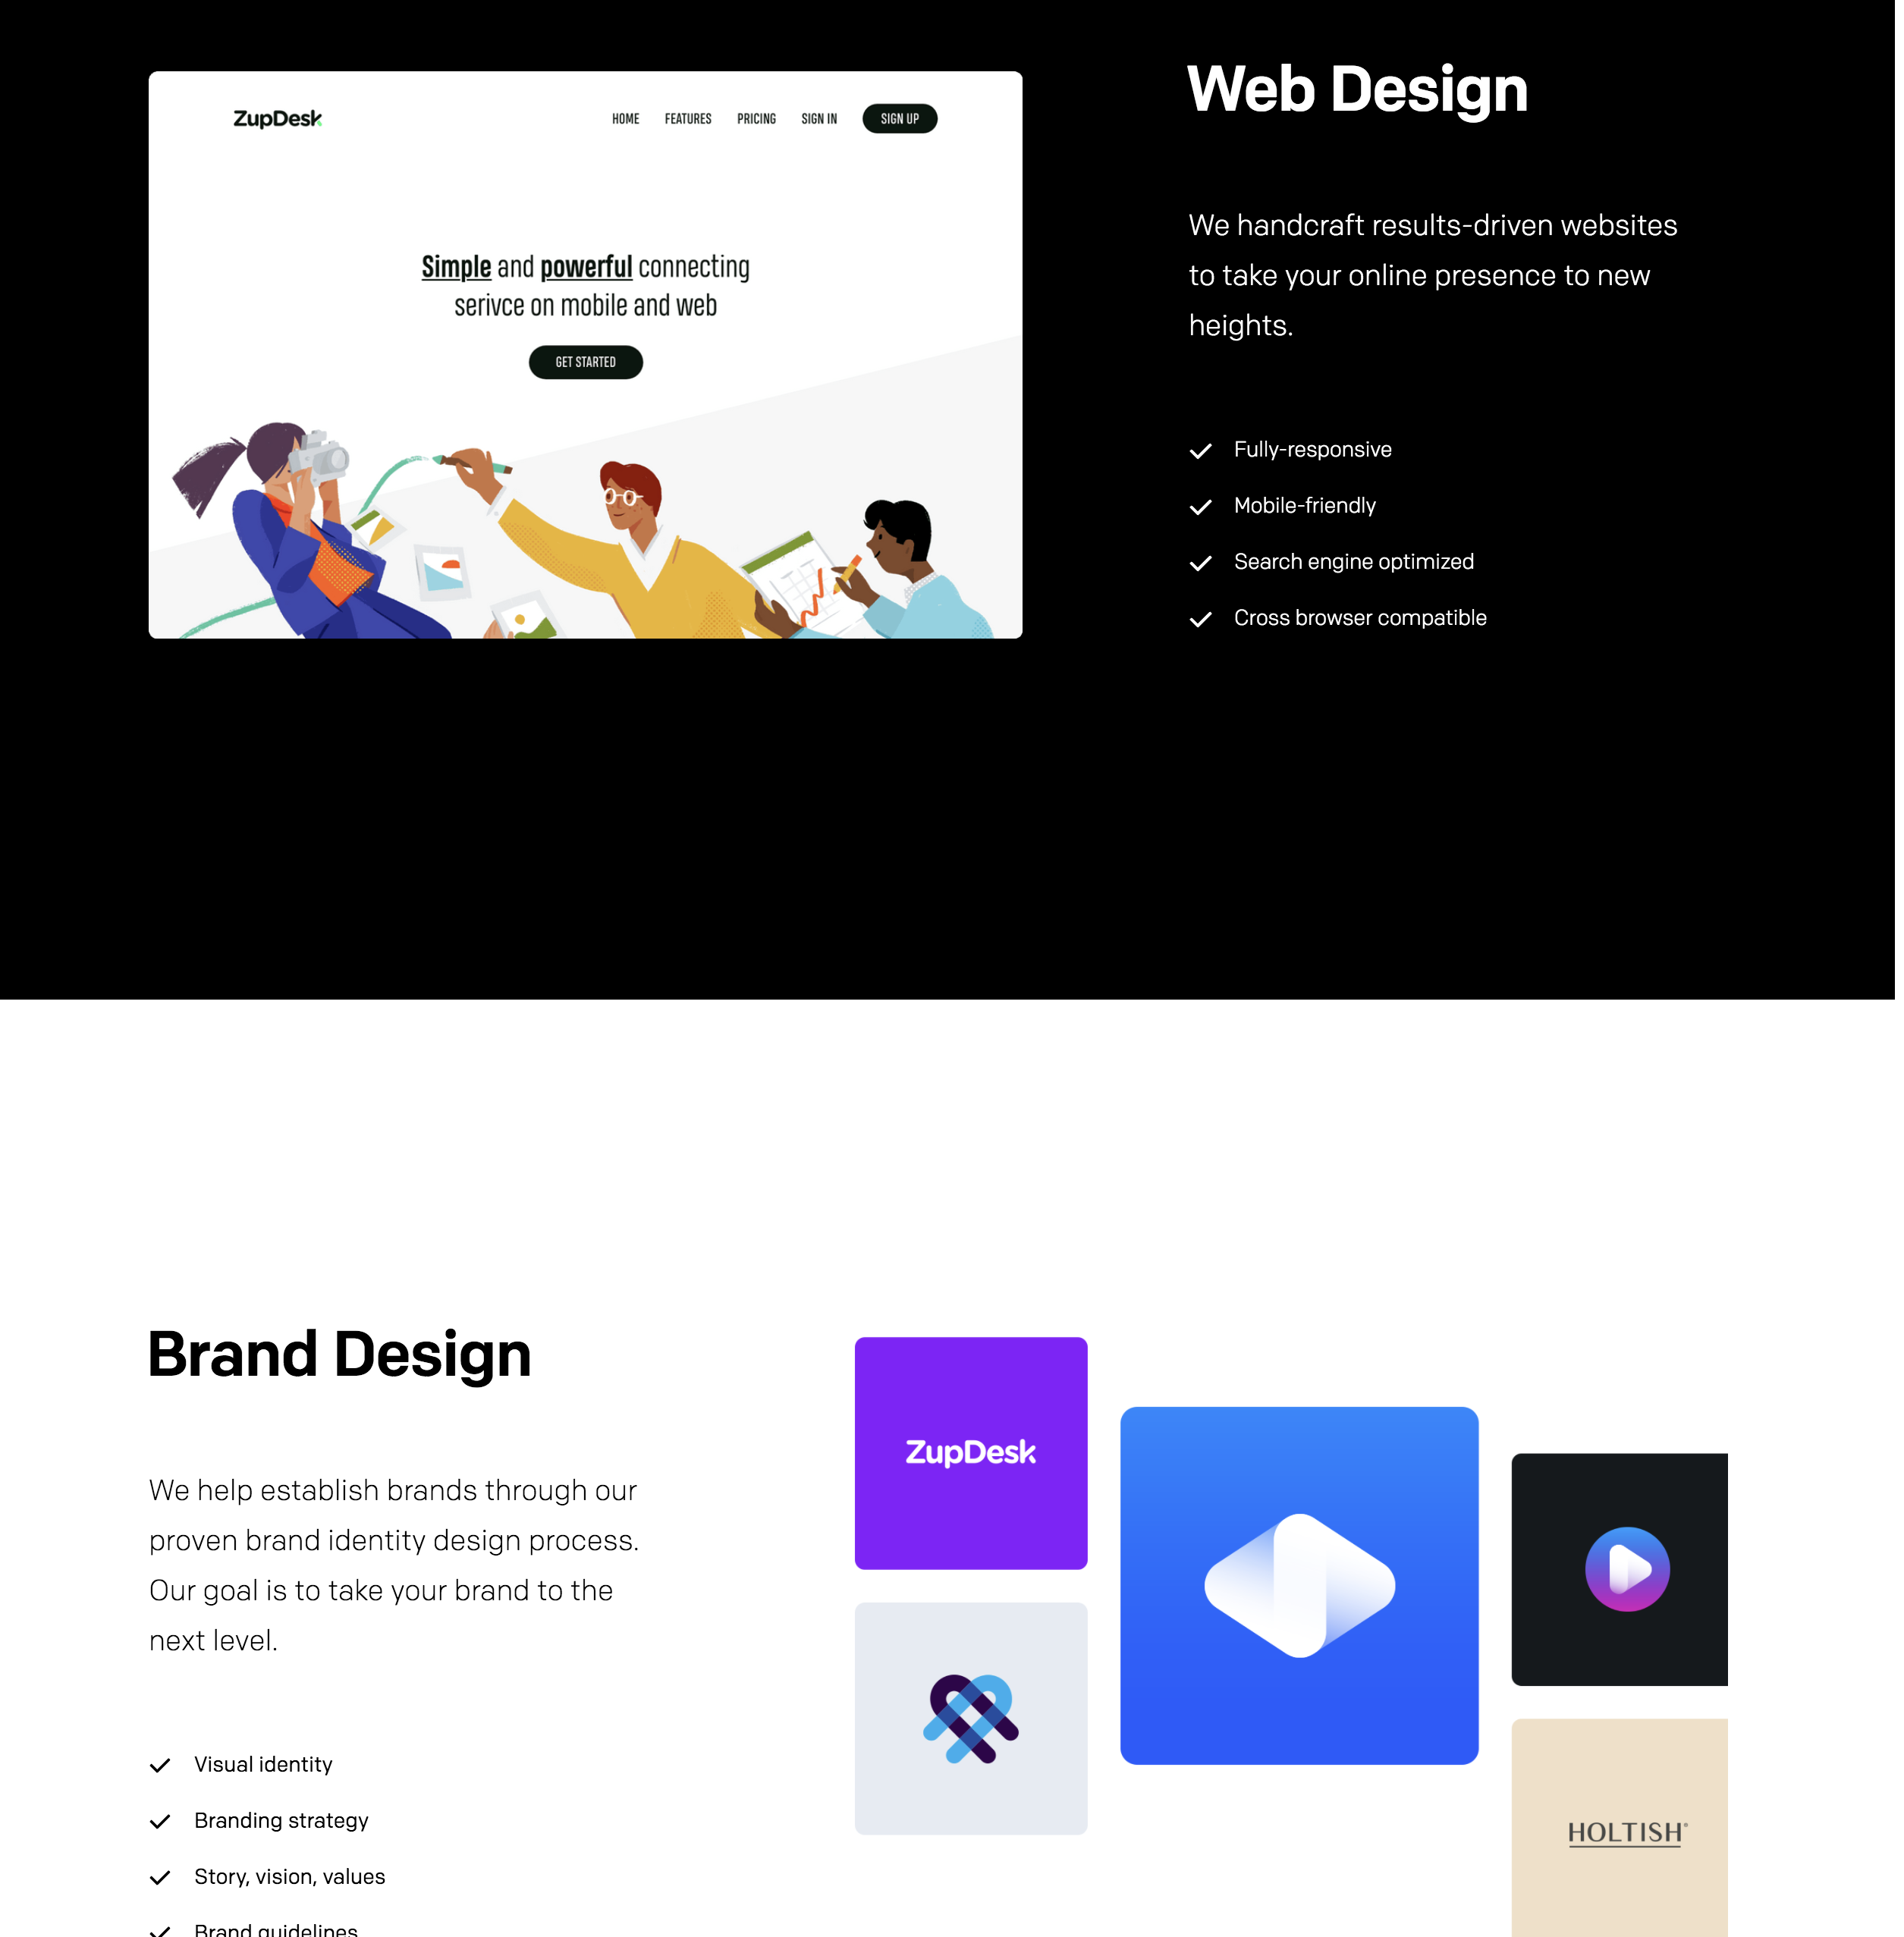 ZupDesk
HOME FEATURES PRICING SIGN IN SIGN UP
Simple and powerful connecting
serivce on mobile and web
GET STARTED
Web Design
We handcraft results-driven websites
to take your online presence to new
heights.
Fully-responsive
Mobile-friendly
Search engine optimized
Cross browser compatible
Brand Design
We help establish brands through our
proven brand identity design process.
Our goal is to take your brand to the
next level.
Visual identity
Branding strategy
Story, vision, values
Brand guidelines
ZupDesk
HOLTISH®